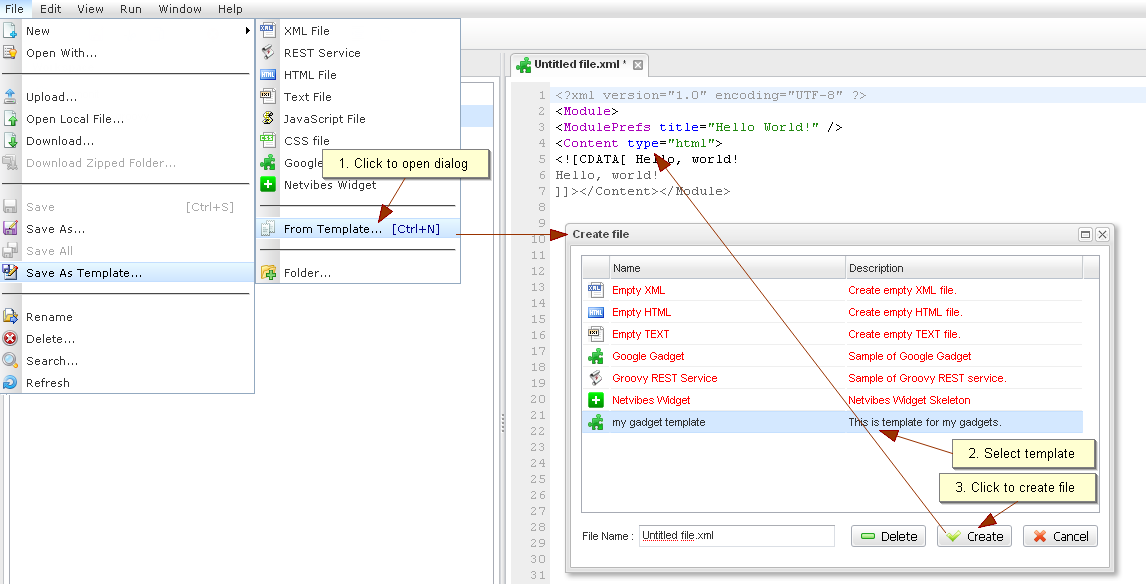 File Edit View Run Window Help
New
Open With...
Upload...
Open Local File...
Download...
Download Zipped Folder...
Save [Ctrl+S]
Save As...
Save All
Save As Template...
Rename
Delete...
Search...
Refresh
XML File
REST Service
HTML File
Text File
JavaScript File
CSS file
Google
Netvibes Widget
From Template... [Ctrl+N]
Folder...
1. Click to open dialog
Untitled file.xml *
1 <?xml version="1.0" encoding="UTF-8" ?>
2 <Module>
3 <ModulePrefs title="Hello World!" />
4 <Content type="html">
5 <![CDATA[ Hello, world!
6 Hello, world!
7 ]]></Content></Module>
8
9
10
11
12
13
14
15
16
17
18
19
20
21
22
23
24
25
26
27
28
29
30
31
Create file
Name Description
Empty XML Create empty XML file.
Empty HTML Create empty HTML file.
Empty TEXT Create empty TEXT file.
Google Gadget Sample of Google Gadget
Groovy REST Service Sample of Groovy REST service.
Netvibes Widget Netvibes Widget Skeleton
my gadget template This is template for my gadgets.
2. Select template
3. Click to create file
File Name : Untitled file.xml Delete Create Cancel